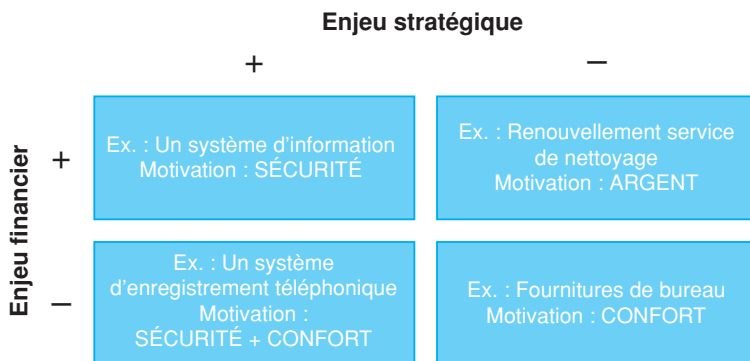 Enjeu stratégique
+ −
Enjeu financier
+
Ex. : Un système d'information
Motivation : SÉCURITÉ
Ex. : Renouvellement service
de nettoyage
Motivation : ARGENT
−
Ex. : Un système
d'enregistrement téléphonique
Motivation :
SÉCURITÉ + CONFORT
Ex. : Fournitures de bureau
Motivation : CONFORT